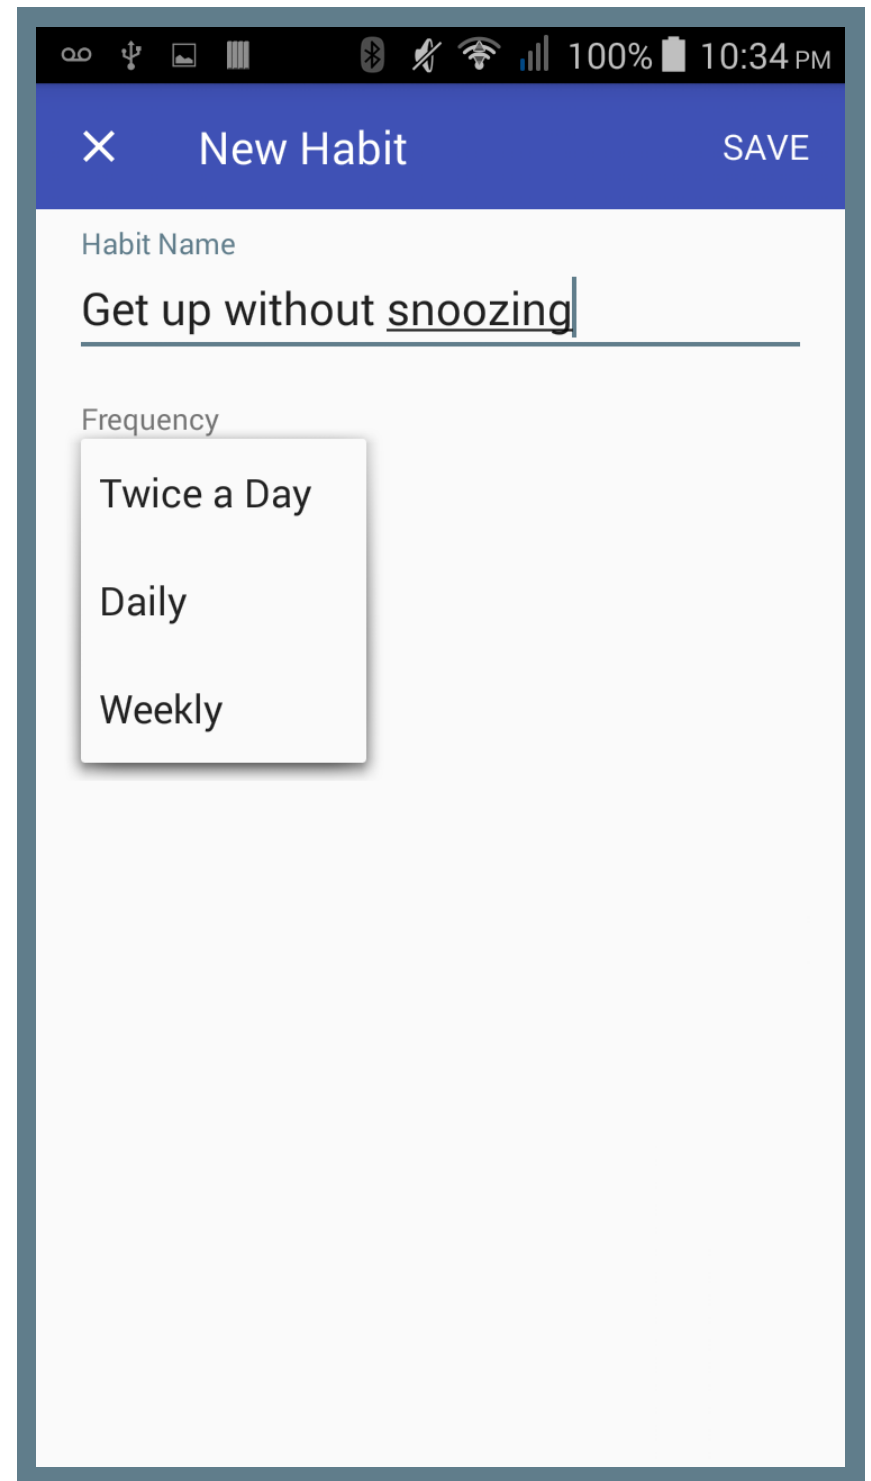 100% 10:34 PM
New Habit SAVE
Habit Name
Get up without snoozing
Frequency
Twice a Day
Daily
Weekly